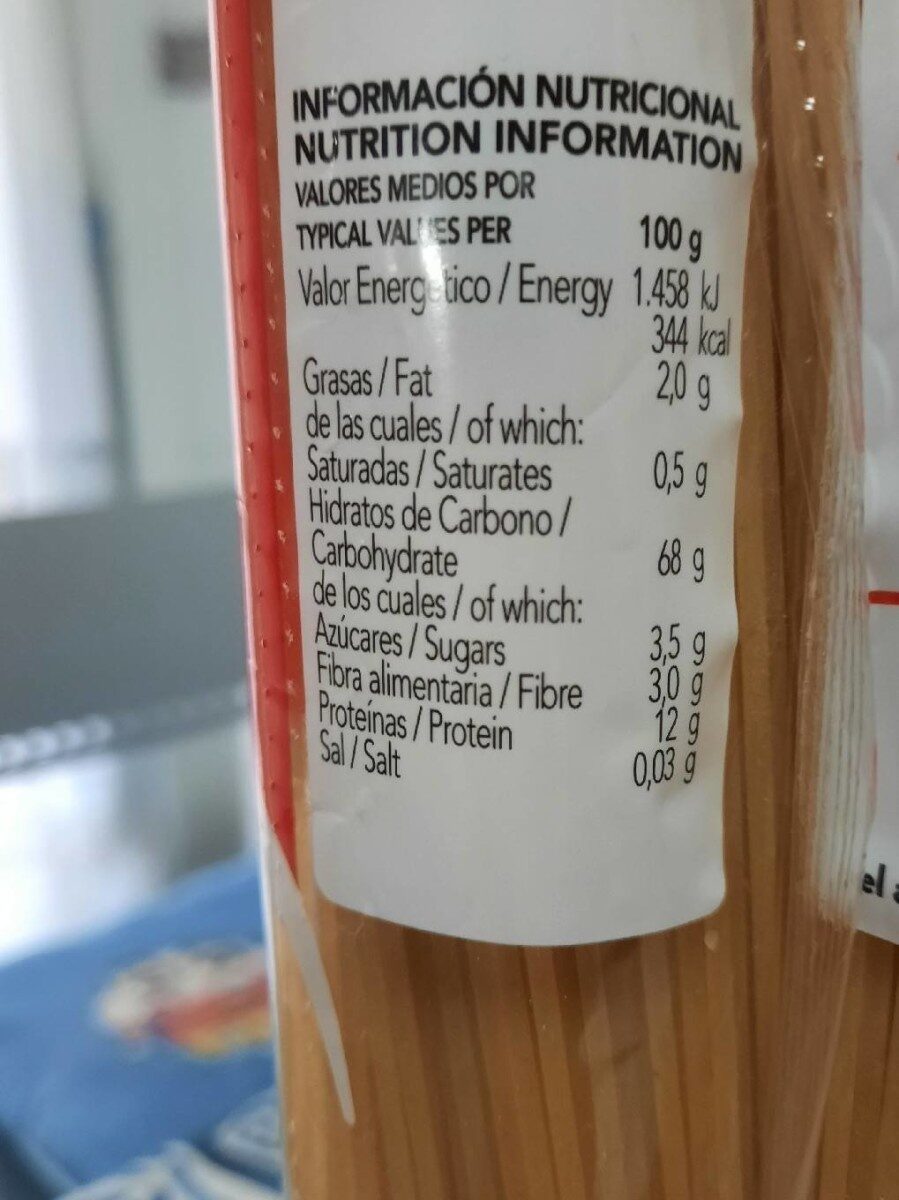 INFORMACIÓN NUTRICIONAL
NUTRITION INFORMATION
VALORES MEDIOS POR
TYPICAL VALUES PER 100 g
Valor Energético / Energy 1.458 kJ
344 kcal
Grasas / Fat 2,0 g
de las cuales / of which:
Saturadas / Saturates 0,5 g
Hidratos de Carbono /
Carbohydrate 68 g
de los cuales / of which:
Azúcares / Sugars 3,5 g
Fibra alimentaria / Fibre 3,0 g
Proteínas / Protein 12 g
Sal / Salt 0,03 g
el